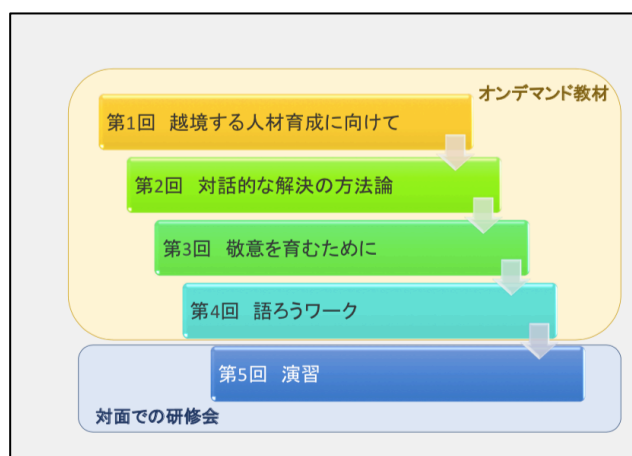 オンデマンド教材
第1回 越境する人材育成に向けて
第2回 対話的な解決の方法論
第3回 敬意を育むために
第4回 語ろうワーク
第5回 演習
対面での研修会